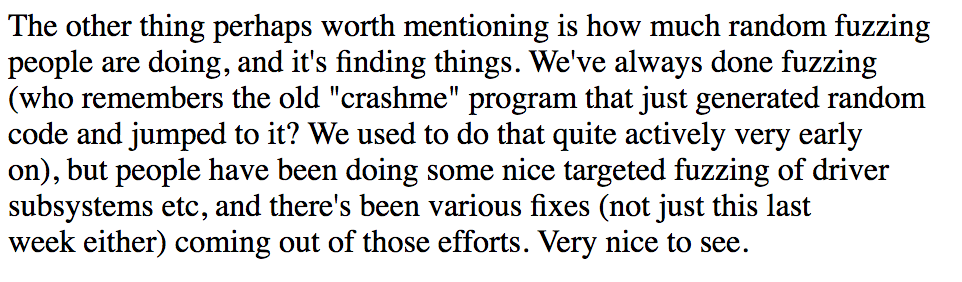 The other thing perhaps worth mentioning is how much random fuzzing
people are doing, and it's finding things. We've always done fuzzing
(who remembers the old "crashme" program that just generated random
code and jumped to it? We used to do that quite actively very early
on), but people have been doing some nice targeted fuzzing of driver
subsystems etc, and there's been various fixes (not just this last
week either) coming out of those efforts. Very nice to see.